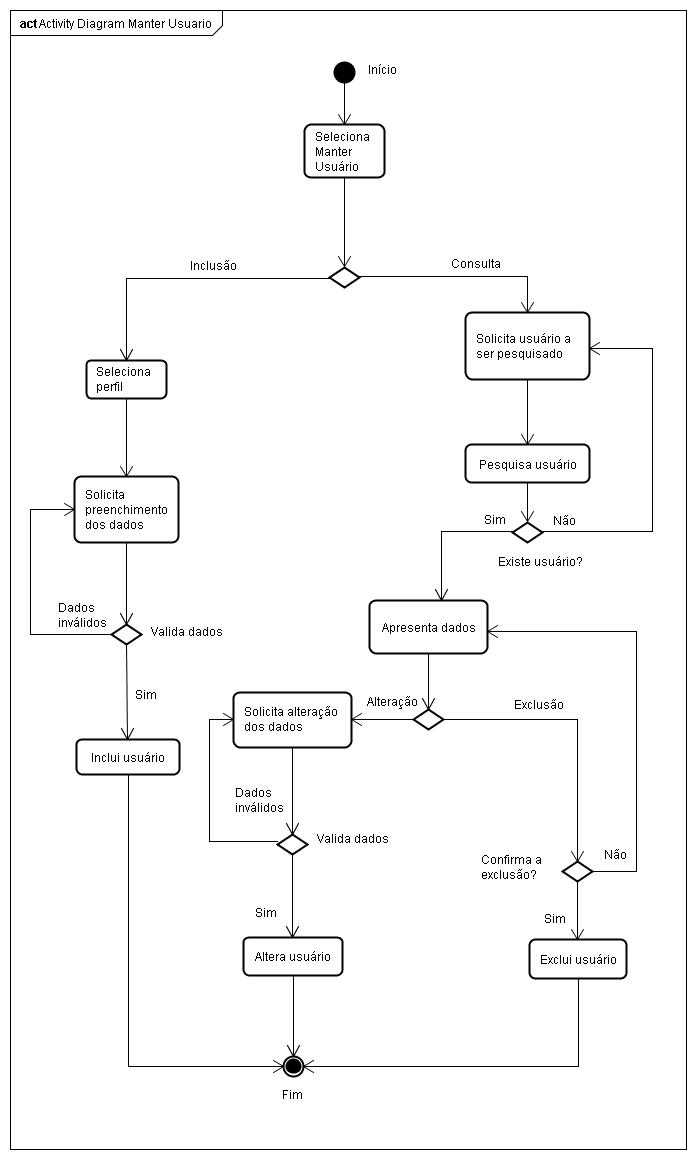 act Activity Diagram Manter Usuario
Início
Seleciona
Manter
Usuário
Inclusão
Consulta
Solicita usuário a
ser pesquisado
Seleciona
perfil
Pesquisa usuário
Solicita
preenchimento
dos dados
Sim
Não
Existe usuário?
Dados
inválidos
Valida dados
Apresenta dados
Sim
Alteração
Exclusão
Solicita alteração
dos dados
Inclui usuário
Dados
inválidos
Valida dados
Confirma a
exclusão?
Não
Sim
Sim
Altera usuário
Exclui usuário
Fim